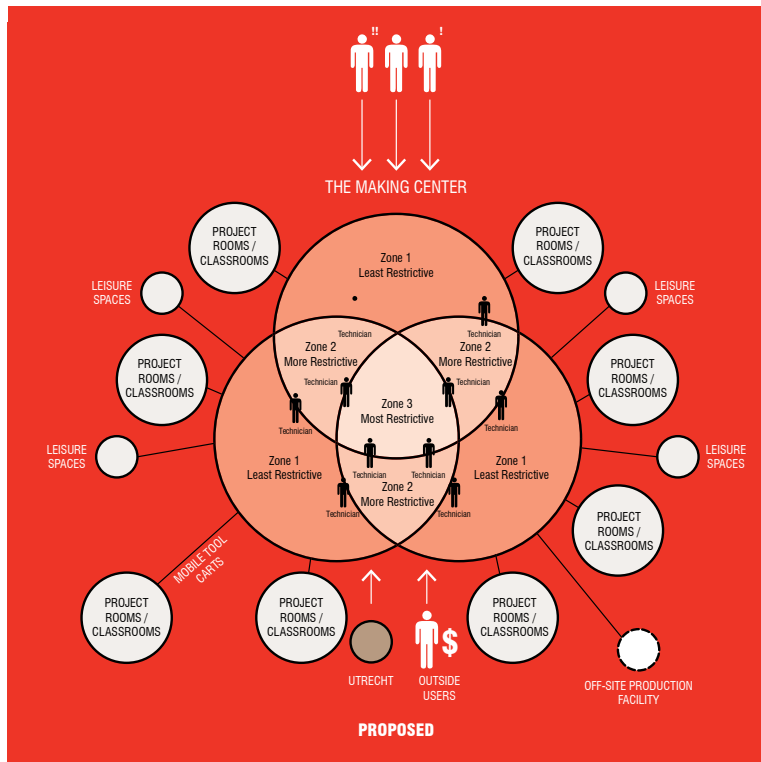 !!
!
THE MAKING CENTER
PROJECT
ROOMS /
CLASSROOMS
PROJECT
ROOMS /
CLASSROOMS
Zone 1
Least Restrictive
LEISURE
SPACES
LEISURE
SPACES
Technician
Technician
Zone 2
More Restrictive
Zone 2
More Restrictive
PROJECT
ROOMS /
CLASSROOMS
PROJECT
ROOMS /
CLASSROOMS
Technician
Technician
Zone 3
Most Restrictive
Technician
Technician
LEISURE
SPACES
LEISURE
SPACES
Zone 1
Least Restrictive
Zone 1
Least Restrictive
Technician
Technician
Zone 2
More Restrictive
Technician
Technician
PROJECT
ROOMS /
CLASSROOMS
MOBILE TOOL
CARTS
PROJECT
ROOMS /
CLASSROOMS
PROJECT
ROOMS /
CLASSROOMS
PROJECT
ROOMS /
CLASSROOMS
$
UTRECHT
OUTSIDE
USERS
OFF-SITE PRODUCTION
FACILITY
PROPOSED